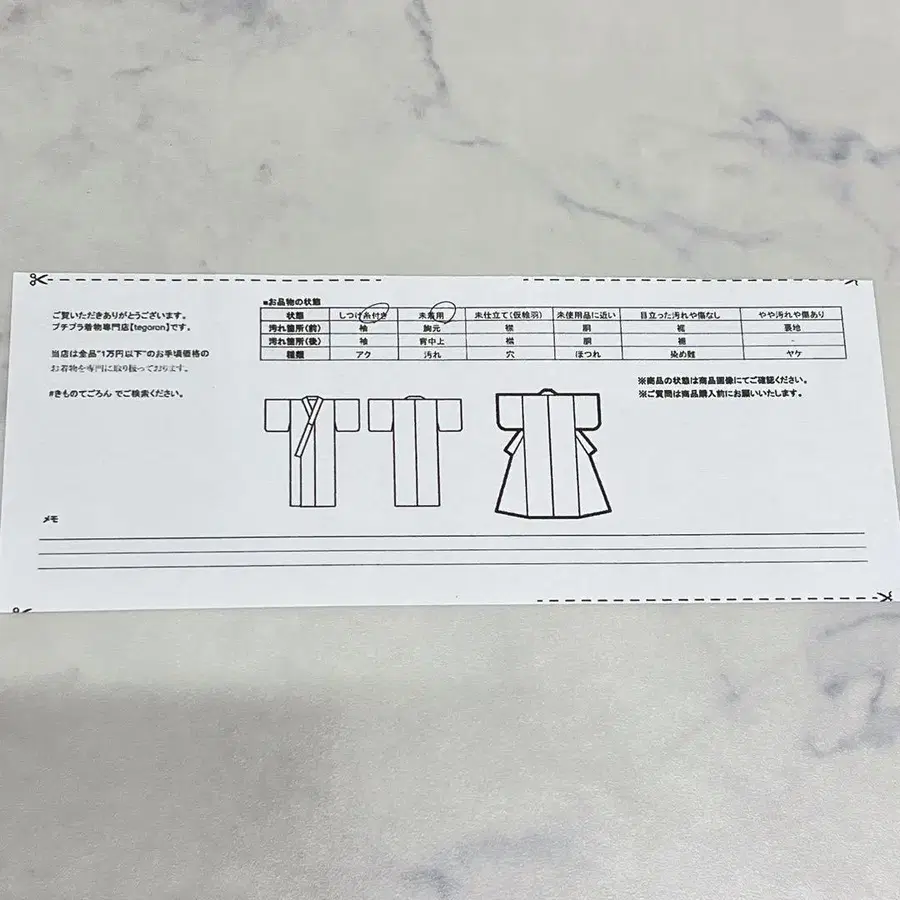 ご覧いただきありがとうございます。
プチプラ着物専門店【tegoron】です。
当店は全品"1万円以下"のお手頃価格の
お着物を専門に取り扱っております。
#きものてごろん でご検索ください。
■お品物の状態
状態 しつけ糸付き 未着用 未仕立て(仮絵羽) 未使用品に近い 目立った汚れや傷なし やや汚れや傷あり
汚れ箇所(前) 袖 胸元 襟 胴 裾 裏地
汚れ箇所(後) 袖 背中上 襟 胴 裾
種類 アク 汚れ 穴 ほつれ 染め難 ヤケ
※商品の状態は商品画像にてご確認ください。
※ご質問は商品購入前にお願いいたします。
メモ